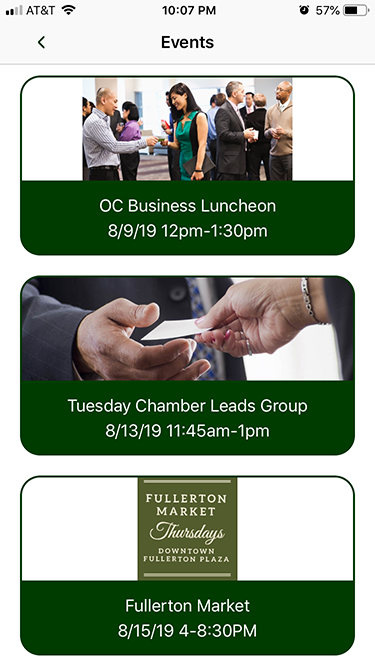 AT&T 10:07 PM 57%
Events
OC Business Luncheon
8/9/19 12pm-1:30pm
Tuesday Chamber Leads Group
8/13/19 11:45am-1pm
FULLERTON
MARKET
Thursdays
DOWNTOWN
FULLERTON PLAZA
Fullerton Market
8/15/19 4-8:30PM